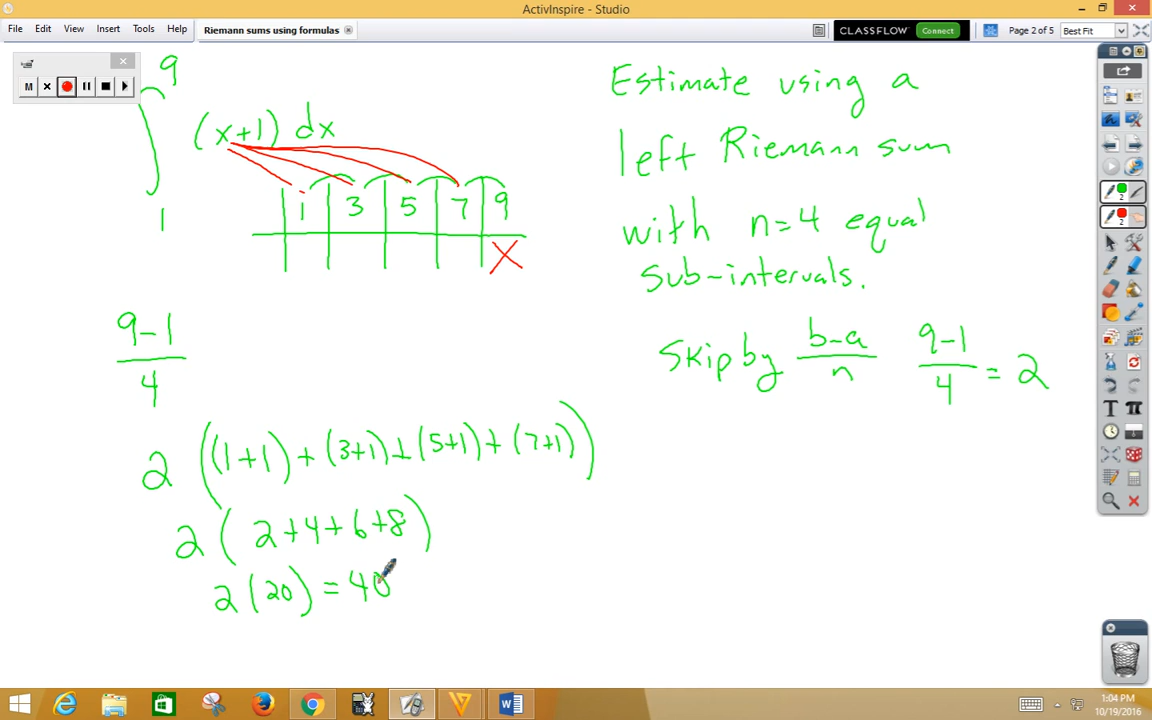 ActivInspire - Studio
File Edit View Insert Tools Help
Riemann sums using formulas
CLASSFLOW Connect
Page 2 of 5
Best Fit
M
9
(x+1) dx
1
1 3 5 7 9
X
Estimate using a
left Riemann sum
with n=4 equal
sub-intervals.
Skip by b-a/n 9-1/4 = 2
9-1/4
2 ((1+1) + (3+1) + (5+1) + (7+1))
2 (2+4+6+8)
2 (20) = 40
2
2
T π
W
1:04 PM
10/19/2016